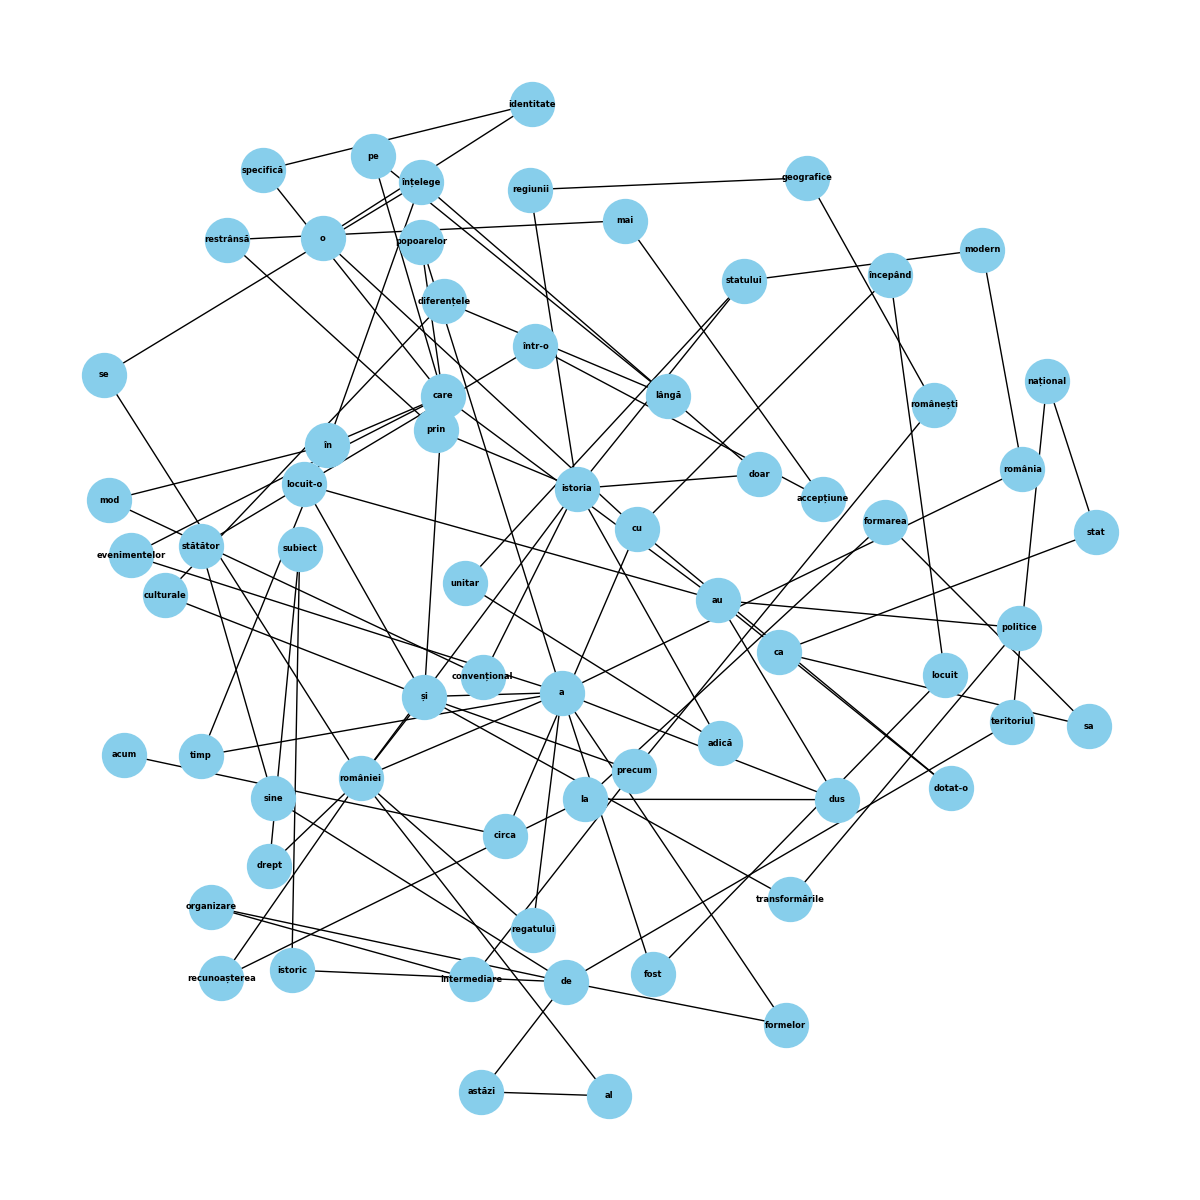 identitate
pe
specifică
înțelege
geografice
regiunii
mai
restrânsă
o
popoarelor
modern
începând
statului
diferențele
într-o
se
național
care
lângă
românești
prin
în
România
doar
locuit-o
istoria
mod
accepțiune
formarea
cu
stat
stătător
subiect
evenimentelor
unitar
culturale
au
politice
ca
convențional
locuit
și
a
teritoriul
sa
adică
acum
timp
precum
româniei
dotat-o
sine
la
dus
circa
drept
transformările
organizare
regatului
istoric
fost
recunoașterea
intermediare
de
formelor
astăzi
al